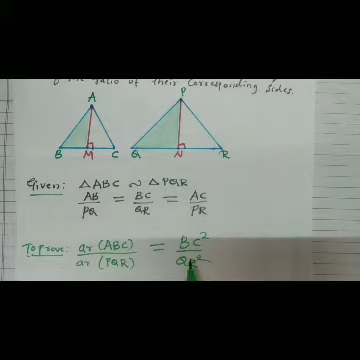 the ratio of their corresponding sides.
A
P
B M C Q N R
Given: △ABC ~ △PQR
AB/PQ = BC/QR = AC/PR
To prove: ar (ABC)/ar (PQR) = BC²/QR²